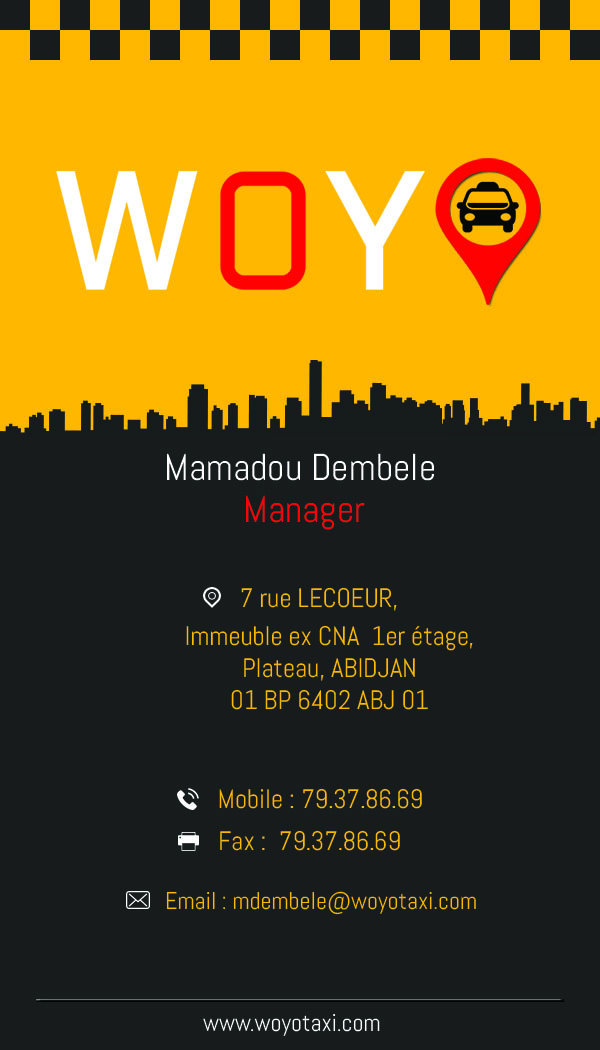 WOYO
Mamadou Dembele
Manager
7 rue LECOEUR,
Immeuble ex CNA 1er étage,
Plateau, ABIDJAN
01 BP 6402 ABJ 01
Mobile : 79.37.86.69
Fax : 79.37.86.69
Email : mdembele@woyotaxi.com
www.woyotaxi.com